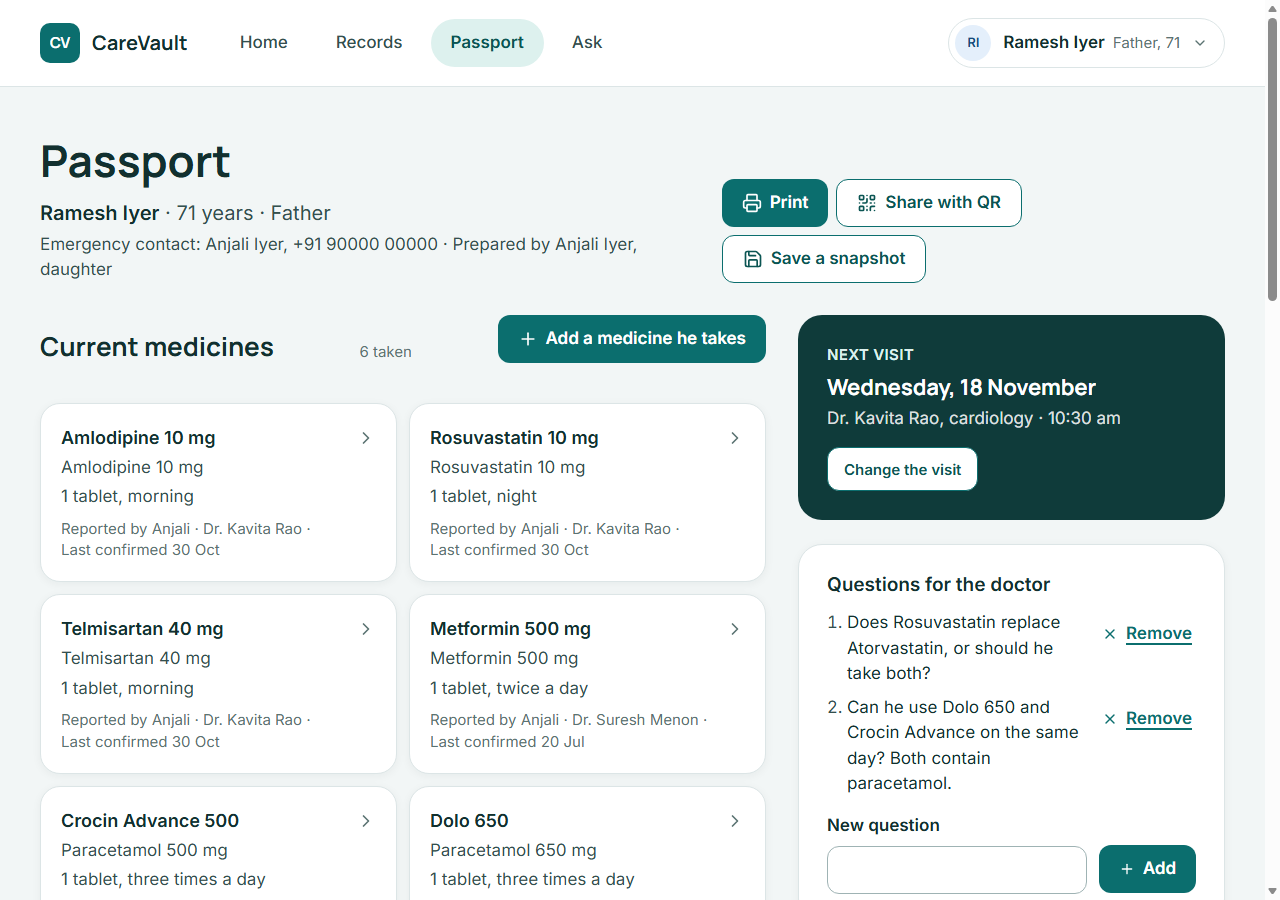 CV CareVault Home Records Passport Ask RI Ramesh Iyer Father, 71
Passport
Ramesh Iyer · 71 years · Father
Emergency contact: Anjali Iyer, +91 90000 00000 · Prepared by Anjali Iyer,
daughter
Print Share with QR
Save a snapshot
Current medicines 6 taken + Add a medicine he takes
Amlodipine 10 mg
Amlodipine 10 mg
1 tablet, morning
Reported by Anjali · Dr. Kavita Rao ·
Last confirmed 30 Oct
Rosuvastatin 10 mg
Rosuvastatin 10 mg
1 tablet, night
Reported by Anjali · Dr. Kavita Rao ·
Last confirmed 30 Oct
Telmisartan 40 mg
Telmisartan 40 mg
1 tablet, morning
Reported by Anjali · Dr. Kavita Rao ·
Last confirmed 30 Oct
Metformin 500 mg
Metformin 500 mg
1 tablet, twice a day
Reported by Anjali · Dr. Suresh Menon ·
Last confirmed 20 Jul
Crocin Advance 500
Paracetamol 500 mg
1 tablet, three times a day
Dolo 650
Paracetamol 650 mg
1 tablet, three times a day
NEXT VISIT
Wednesday, 18 November
Dr. Kavita Rao, cardiology · 10:30 am
Change the visit
Questions for the doctor
1. Does Rosuvastatin replace
Atorvastatin, or should he
take both?
× Remove
2. Can he use Dolo 650 and
Crocin Advance on the same
day? Both contain
paracetamol.
× Remove
New question
+ Add